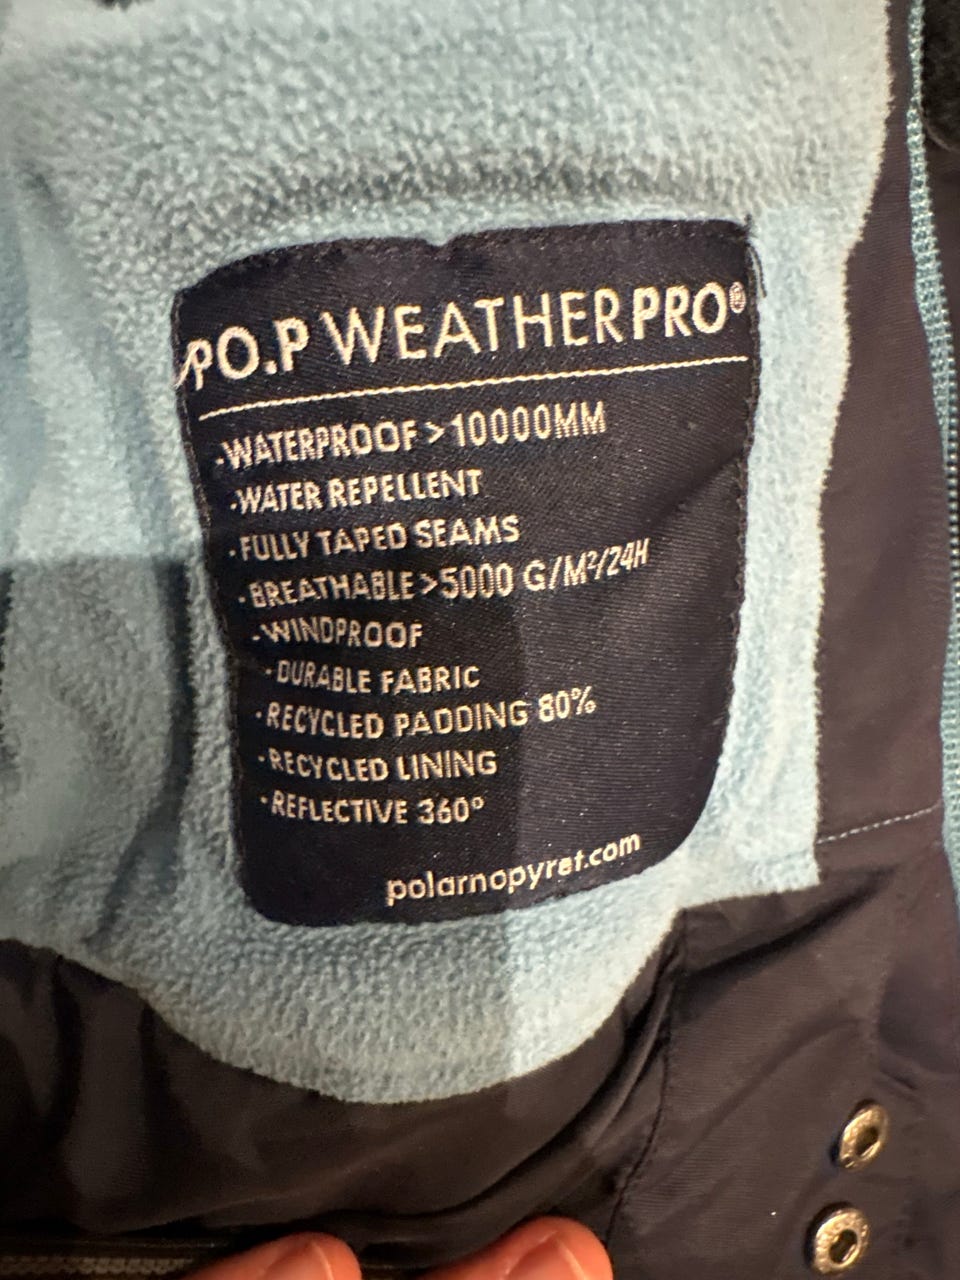 PO.P WEATHERPRO®
·WATERPROOF >10000MM
·WATER REPELLENT
·FULLY TAPED SEAMS
·BREATHABLE >5000 G/M²/24H
·WINDPROOF
·DURABLE FABRIC
·RECYCLED PADDING 80%
·RECYCLED LINING
·REFLECTIVE 360°
polarnopyret.com